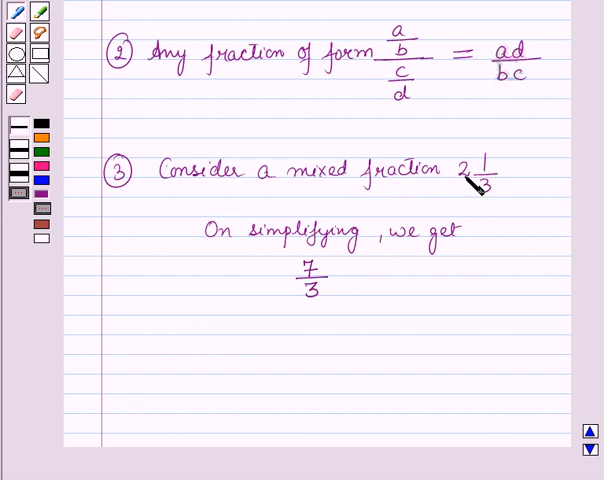 ② Any fraction of form (a/b)/(c/d) = ad/bc
③ Consider a mixed fraction 2 1/3
On simplifying, we get
7/3